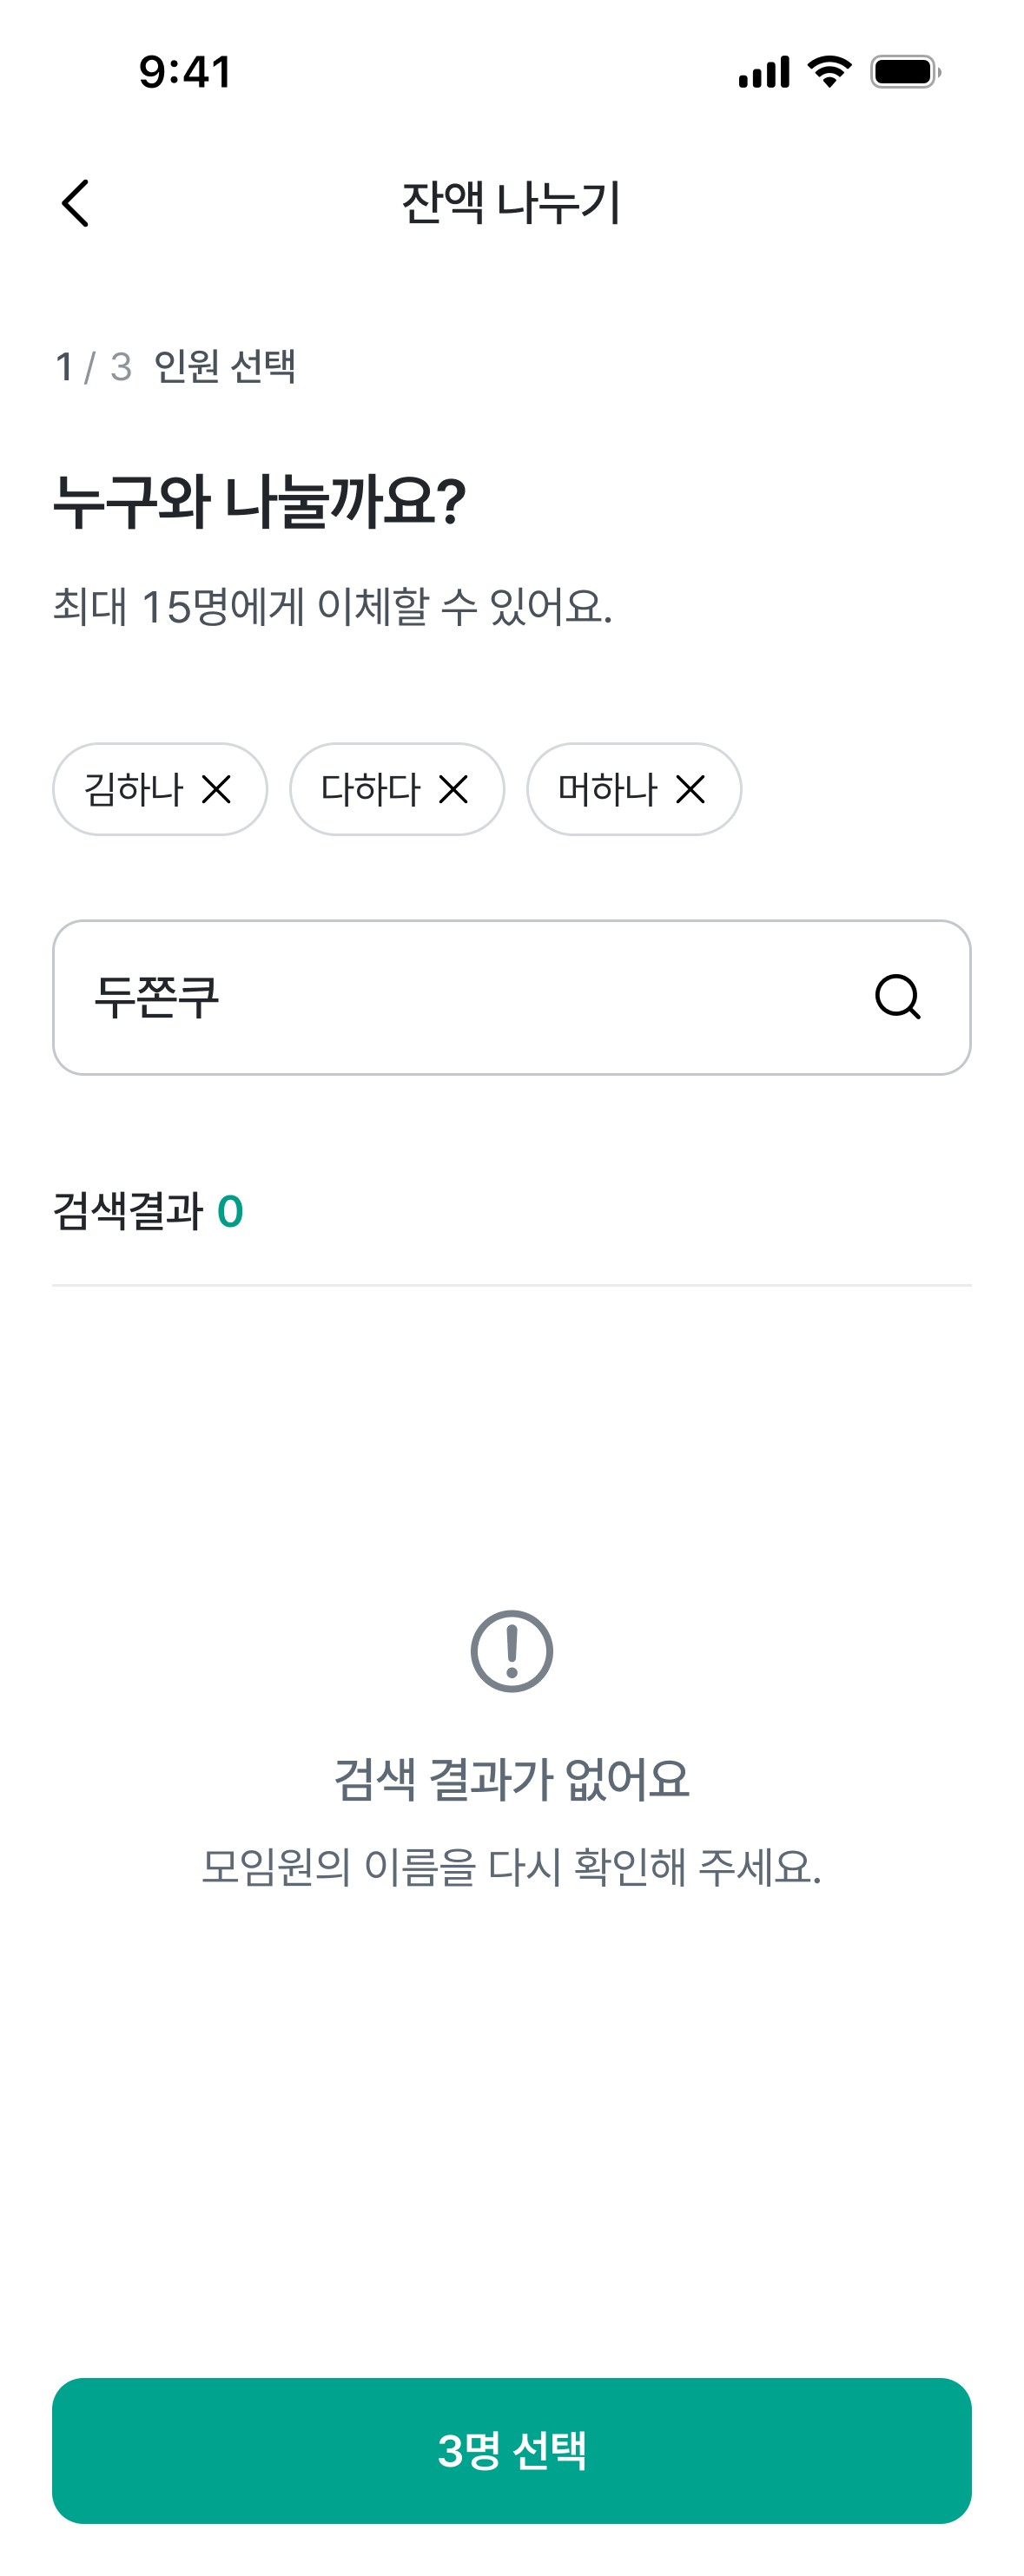 9:41
잔액 나누기
1 / 3 인원 선택
누구와 나눌까요?
최대 15명에게 이체할 수 있어요.
김하나 다하다 머하나
두쫀쿠
검색결과 0
검색 결과가 없어요
모임원의 이름을 다시 확인해 주세요.
3명 선택